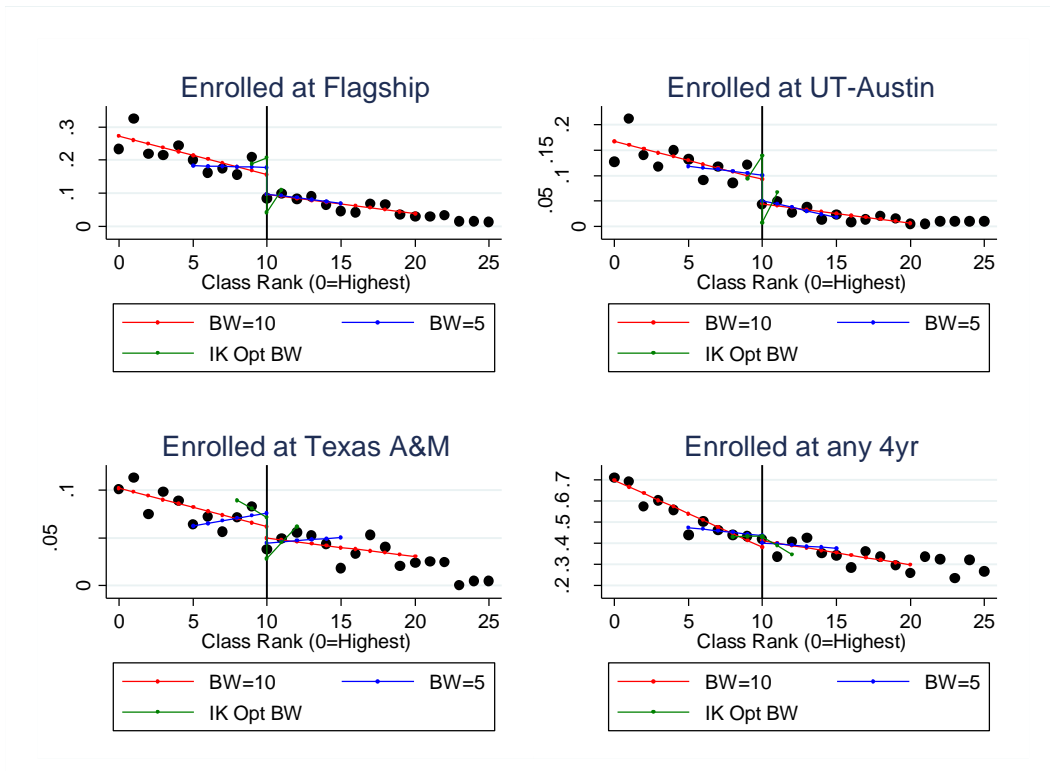 Enrolled at Flagship
.3
.2
.1
0
0 5 10 15 20 25
Class Rank (0=Highest)
BW=10 BW=5
IK Opt BW
Enrolled at UT-Austin
.2
.15
.1
.05
0
0 5 10 15 20 25
Class Rank (0=Highest)
BW=10 BW=5
IK Opt BW
Enrolled at Texas A&M
.1
.05
0
0 5 10 15 20 25
Class Rank (0=Highest)
BW=10 BW=5
IK Opt BW
Enrolled at any 4yr
.7
.6
.5
.4
.3
.2
0 5 10 15 20 25
Class Rank (0=Highest)
BW=10 BW=5
IK Opt BW